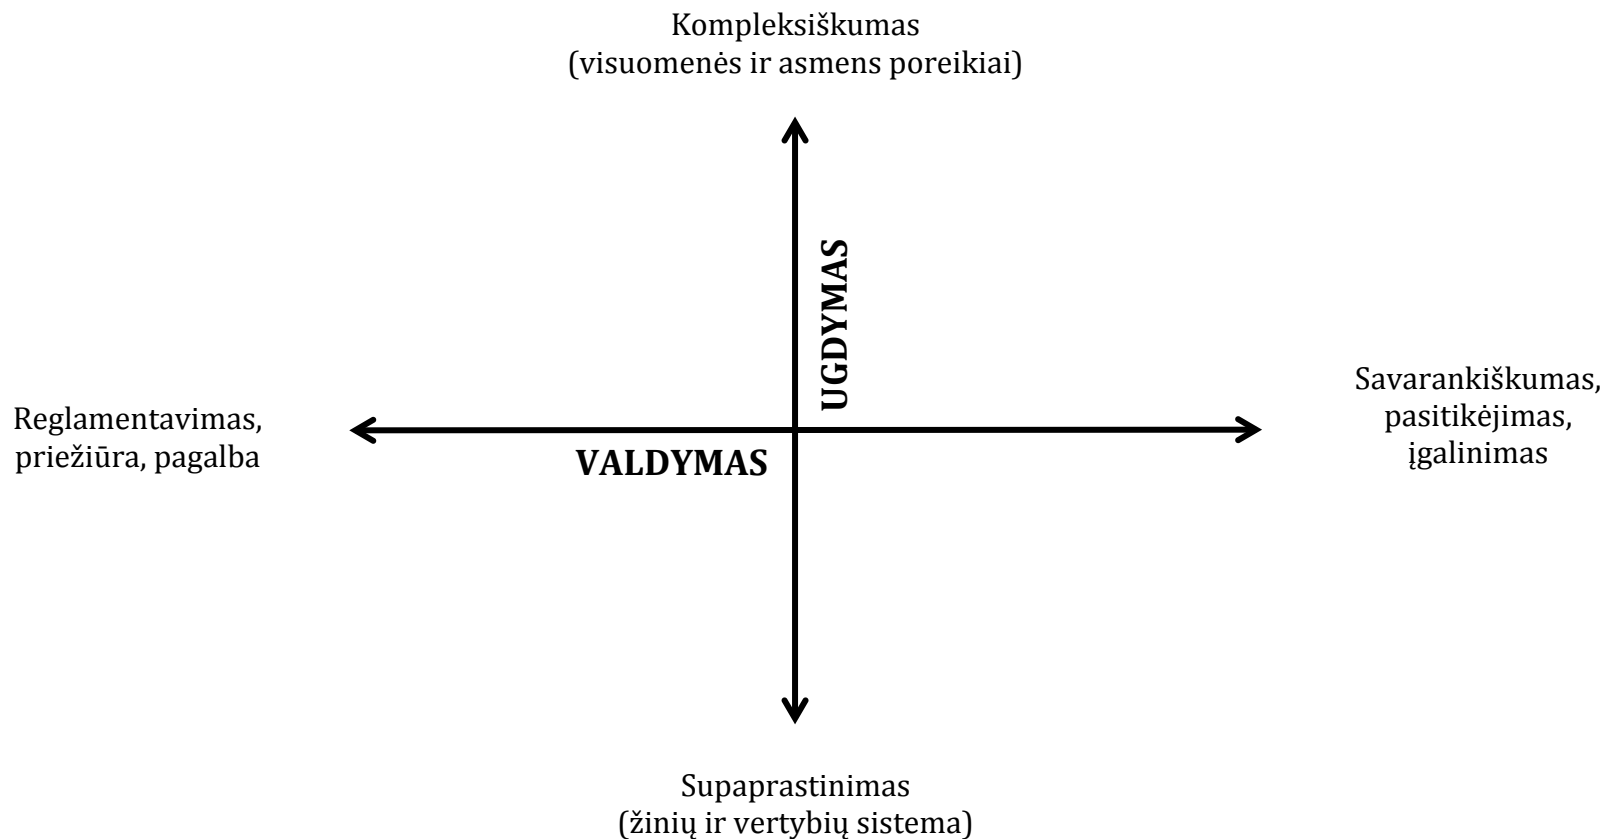 Kompleksiškumas
(visuomenės ir asmens poreikiai)
UGDYMAS
Savarankiškumas,
pasitikėjimas,
įgalinimas
Reglamentavimas,
priežiūra, pagalba
VALDYMAS
Supaprastinimas
(žinių ir vertybių sistema)